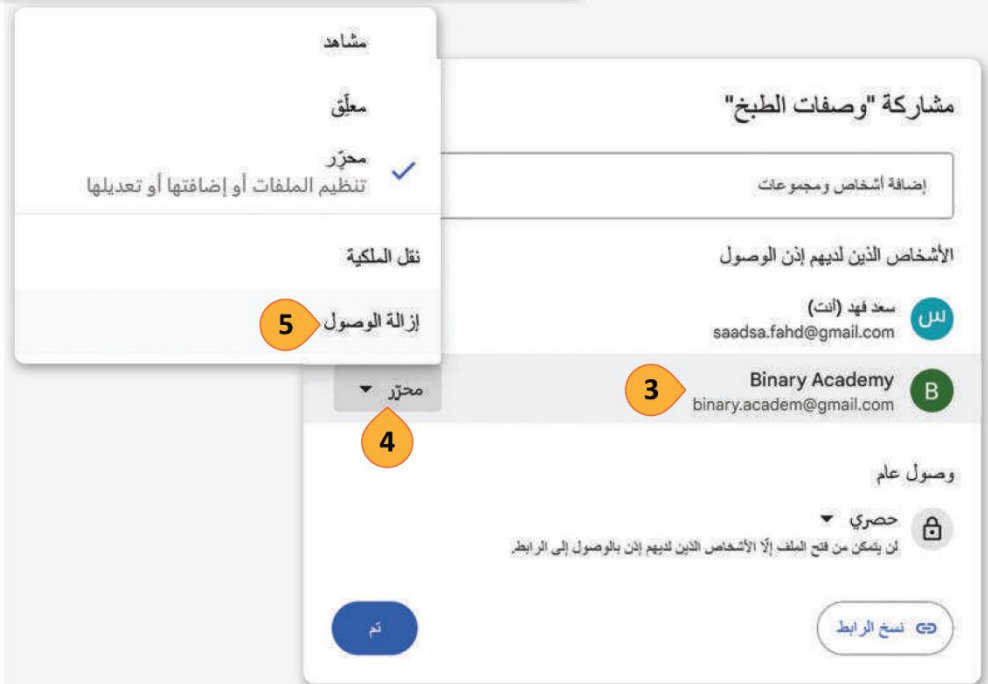 مشاهد
معلّق
محرّر
تنظيم الملفات أو إضافتها أو تعديلها
نقل الملكية
إزالة الوصول
5
مشاركة "وصفات الطبخ"
إضافة أشخاص ومجموعات
الأشخاص الذين لديهم إذن الوصول
س
سعد فهد (أنت)
saadsa.fahd@gmail.com
B
Binary Academy
binary.academ@gmail.com
3
محرّر
4
وصول عام
حصري
لن يتمكن من فتح الملف إلّا الأشخاص الذين لديهم إذن بالوصول إلى الرابط.
نسخ الرابط
تم